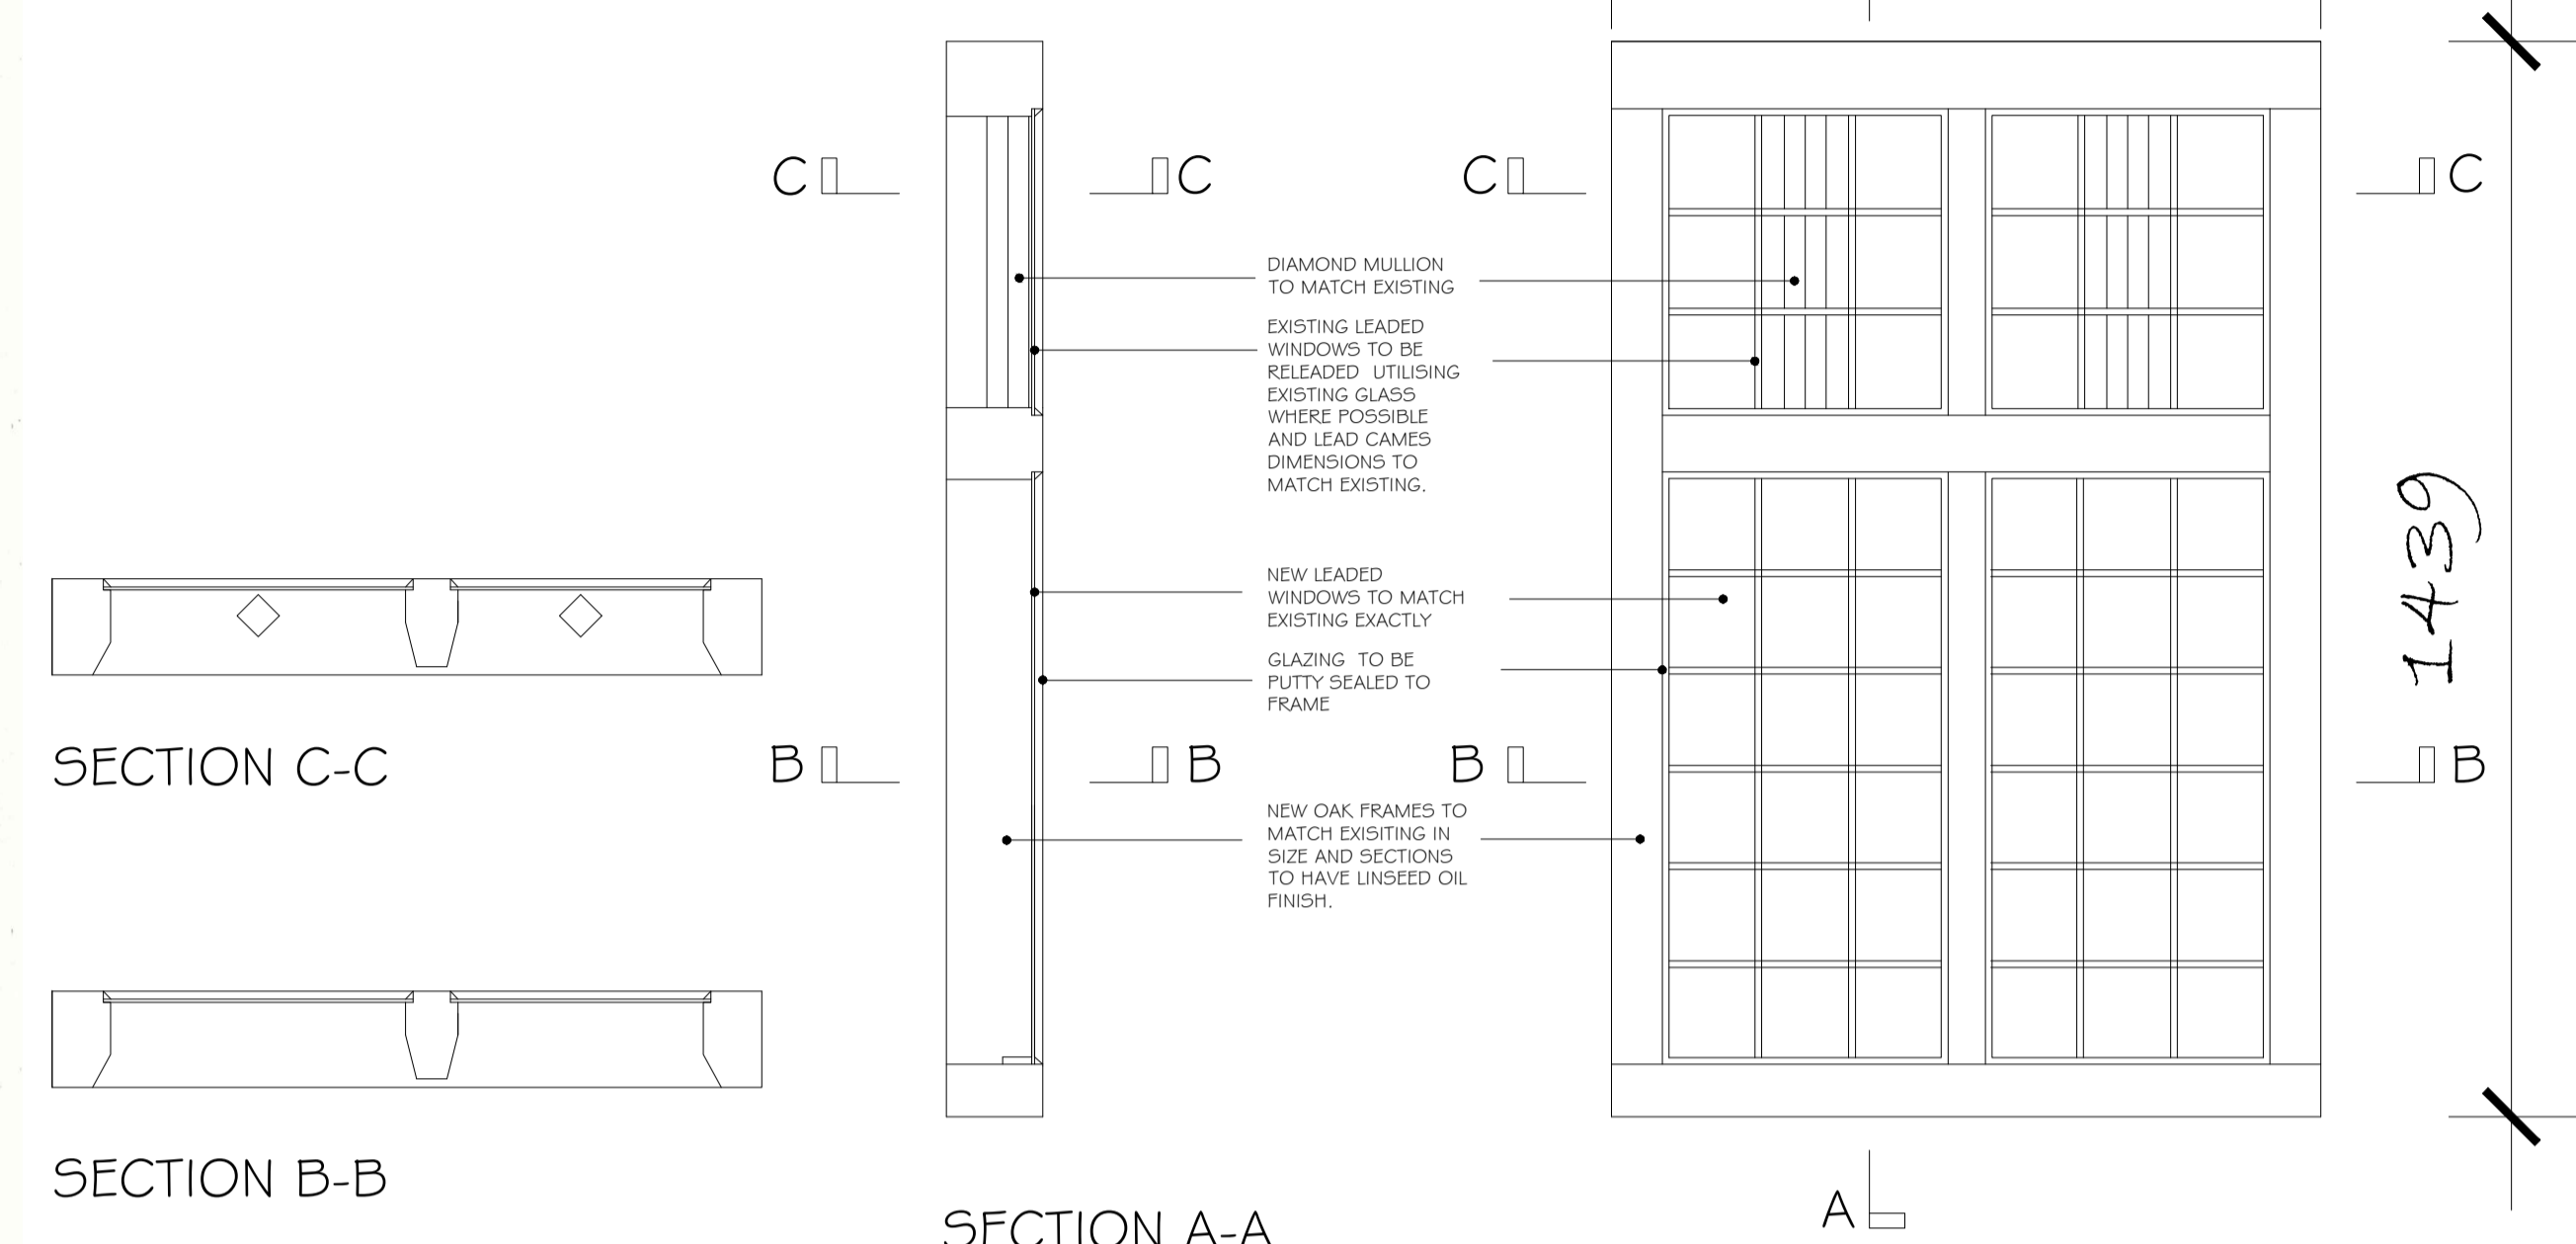 C
C
C
C
DIAMOND MULLION
TO MATCH EXISTING
EXISTING LEADED
WINDOWS TO BE
RELEADED UTILISING
EXISTING GLASS
WHERE POSSIBLE
AND LEAD CAMES
DIMENSIONS TO
MATCH EXISTING.
NEW LEADED
WINDOWS TO MATCH
EXISTING EXACTLY
GLAZING TO BE
PUTTY SEALED TO
FRAME
1439
SECTION C-C
B
B
B
B
NEW OAK FRAMES TO
MATCH EXISITING IN
SIZE AND SECTIONS
TO HAVE LINSEED OIL
FINISH.
SECTION B-B
SECTION A-A
A